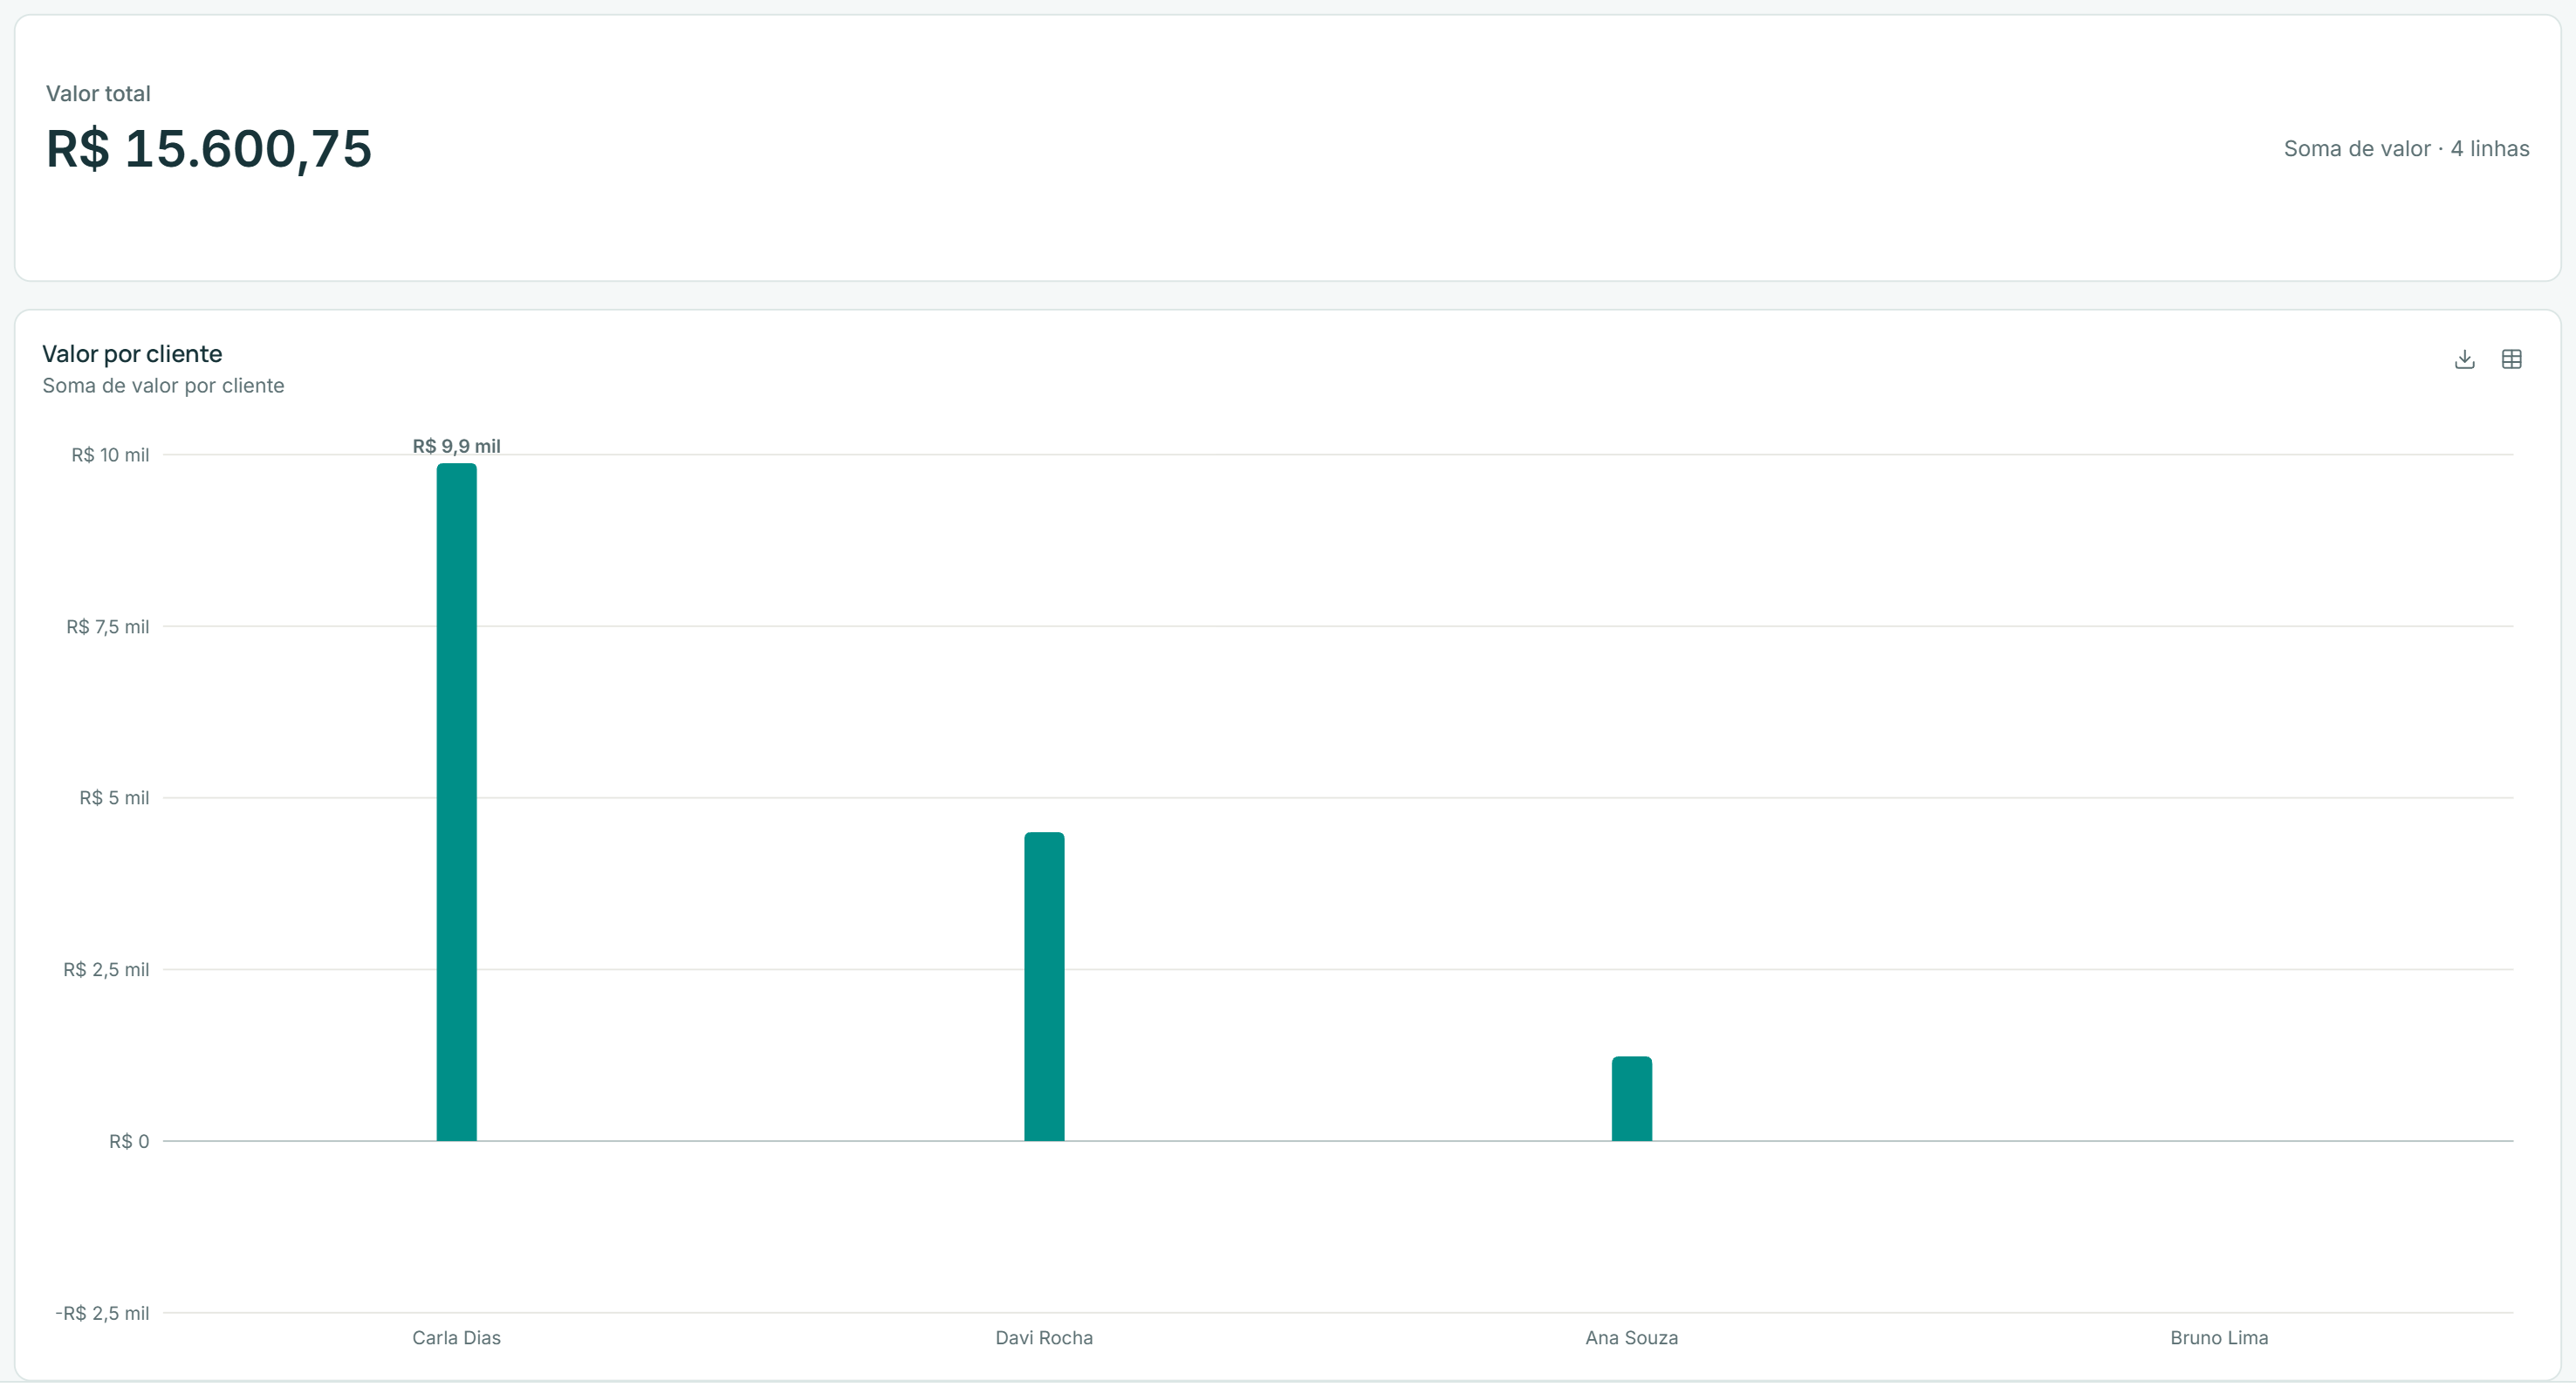 Valor total
R$ 15.600,75
Soma de valor · 4 linhas
Valor por cliente
Soma de valor por cliente
R$ 10 mil
R$ 9,9 mil
R$ 7,5 mil
R$ 5 mil
R$ 2,5 mil
R$ 0
-R$ 2,5 mil
Carla Dias
Davi Rocha
Ana Souza
Bruno Lima